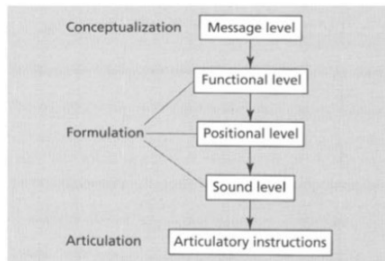 Conceptualization Message level
Functional level
Formulation Positional level
Sound level
Articulation Articulatory instructions